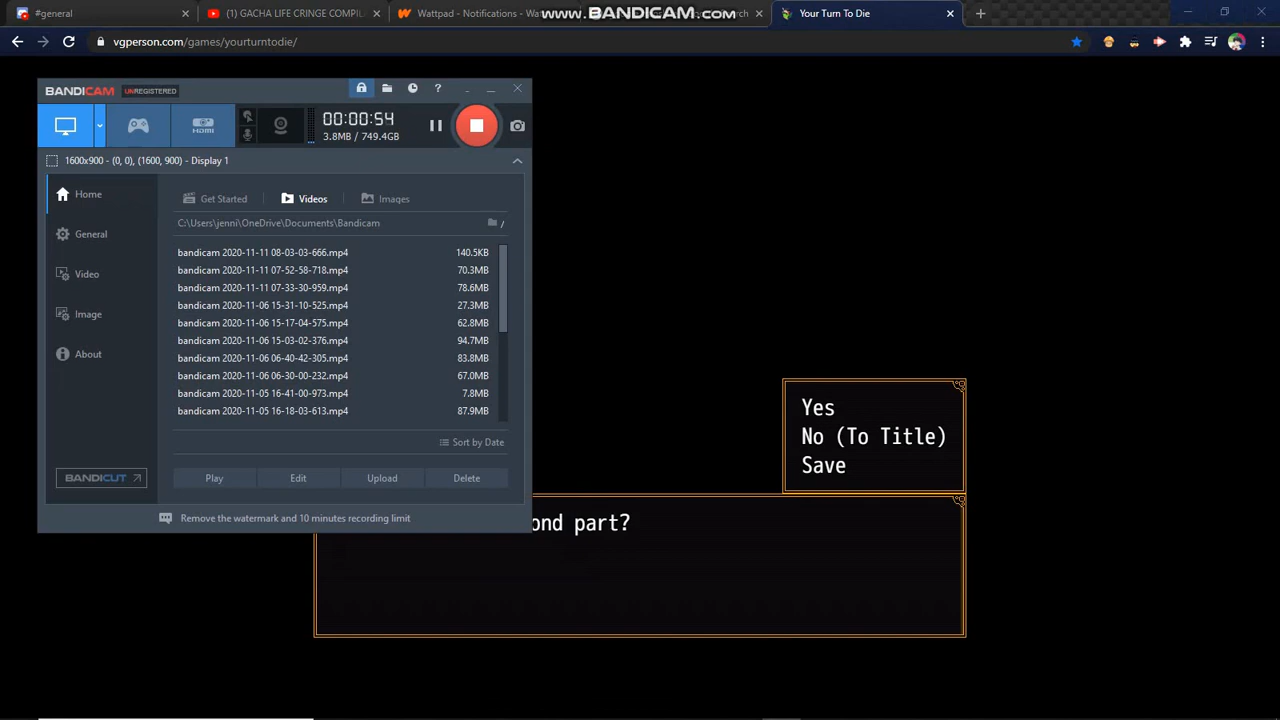 #general
(1) GACHA LIFE CRINGE COMPIL
Wattpad - Notifications - Wa
www.BANDICAM.com
Your Turn To Die
vgperson.com/games/yourturntodie/
BANDICAM UNREGISTERED
HDMI
00:00:54
3.8MB / 749.4GB
1600x900 - (0, 0), (1600, 900) - Display 1
Home
General
Video
Image
About
Get Started
Videos
Images
C:\Users\jenni\OneDrive\Documents\Bandicam
bandicam 2020-11-11 08-03-03-666.mp4 140.5KB
bandicam 2020-11-11 07-52-58-718.mp4 70.3MB
bandicam 2020-11-11 07-33-30-959.mp4 78.6MB
bandicam 2020-11-06 15-31-10-525.mp4 27.3MB
bandicam 2020-11-06 15-17-04-575.mp4 62.8MB
bandicam 2020-11-06 15-03-02-376.mp4 94.7MB
bandicam 2020-11-06 06-40-42-305.mp4 83.8MB
bandicam 2020-11-06 06-30-00-232.mp4 67.0MB
bandicam 2020-11-05 16-41-00-973.mp4 7.8MB
bandicam 2020-11-05 16-18-03-613.mp4 87.9MB
Sort by Date
BANDICUT
Play
Edit
Upload
Delete
Remove the watermark and 10 minutes recording limit
Yes
No (To Title)
Save
ond part?